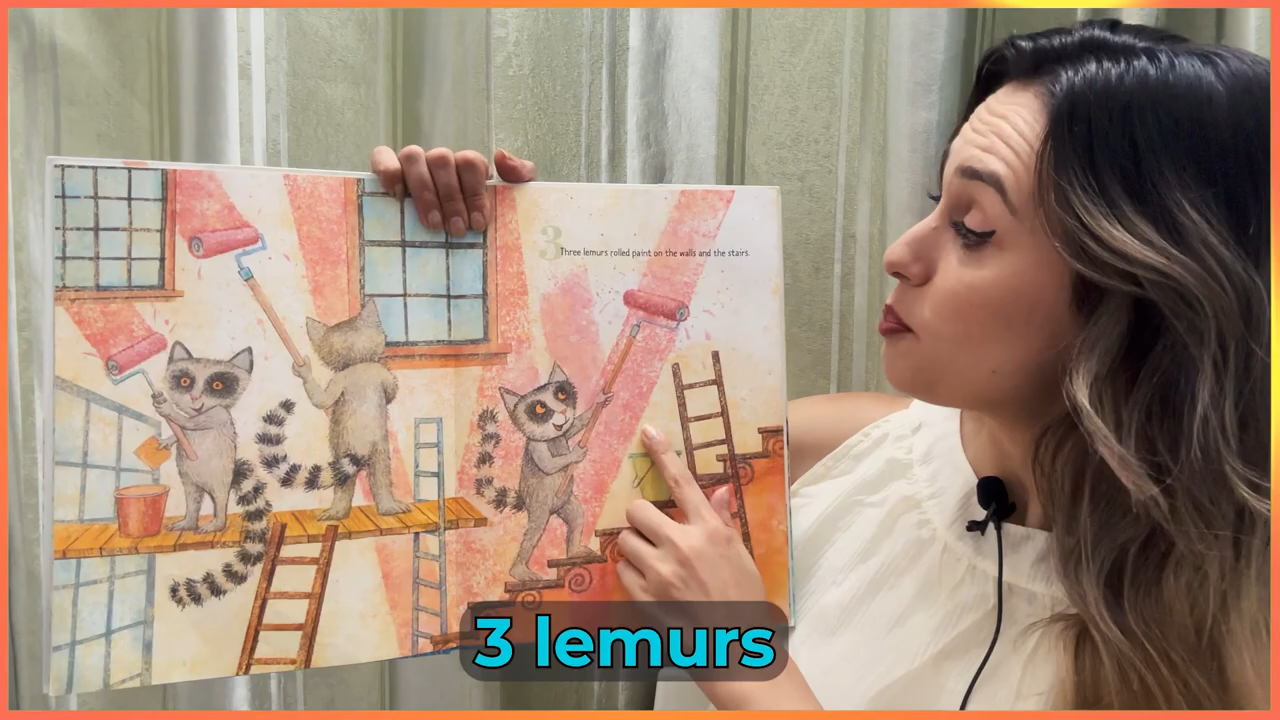 3
Three lemurs rolled paint on the walls and the stairs.
3 lemurs